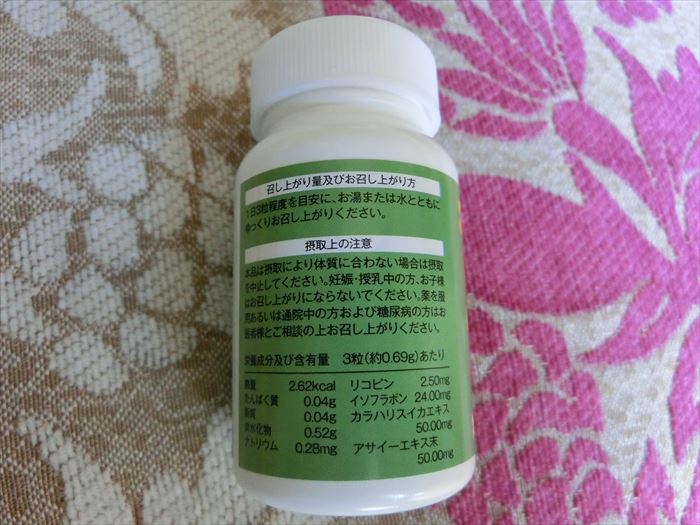 召し上がり量及びお召し上がり方
1日3粒程度を目安に、お湯または水とともに
ゆっくりお召し上がりください。
摂取上の注意
本品は摂取により体質に合わない場合は摂取
を中止してください。妊娠・授乳中の方、お子様
はお召し上がりにならないでください。薬を服
用あるいは通院中の方および糖尿病の方はお
医者様とご相談の上お召し上がりください。
栄養成分及び含有量 3粒(約0.69g)あたり
熱量 2.62kcal
たんぱく質 0.04g
脂質 0.04g
炭水化物 0.52g
ナトリウム 0.28mg
リコピン 2.50mg
イソフラボン 24.00mg
カラハリスイカエキス
50.00mg
アサイーエキス末
50.00mg